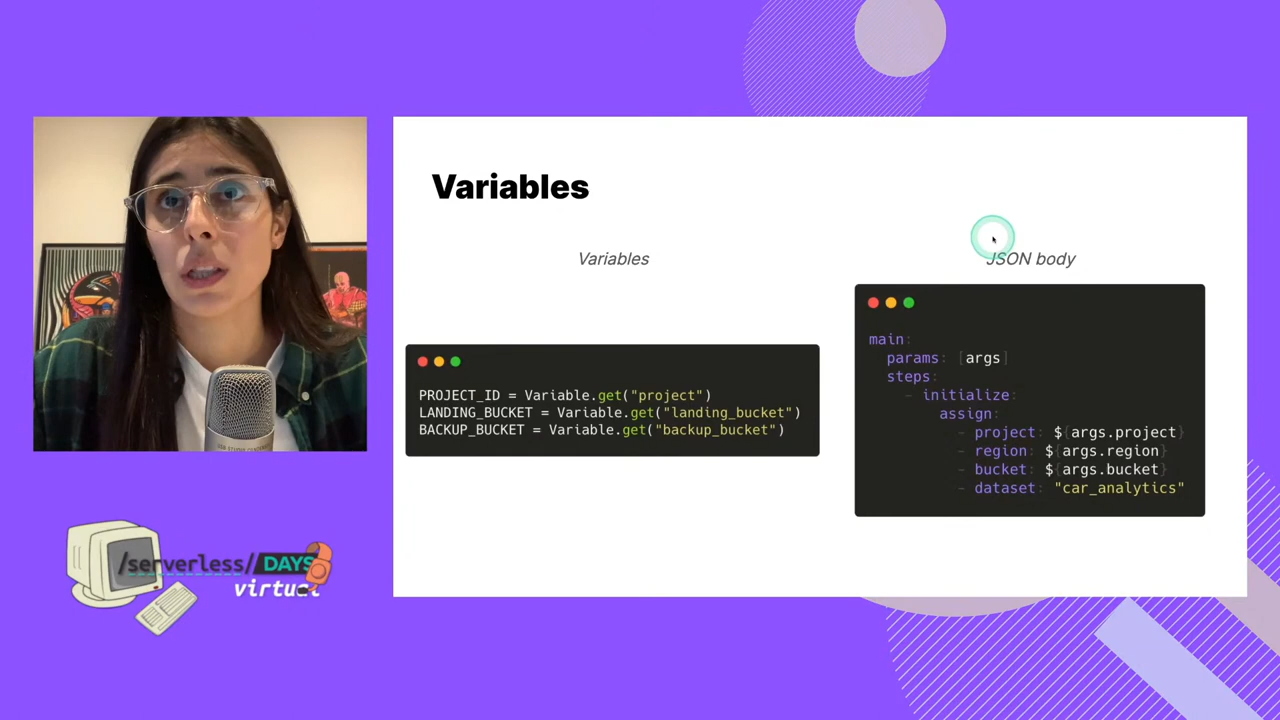 Variables
Variables
PROJECT_ID = Variable.get("project")
LANDING_BUCKET = Variable.get("landing_bucket")
BACKUP_BUCKET = Variable.get("backup_bucket")
JSON body
main:
  params: [args]
  steps:
    - initialize:
        assign:
          - project: ${args.project}
          - region: ${args.region}
          - bucket: ${args.bucket}
          - dataset: "car_analytics"
/serverless/DAYS
virtual